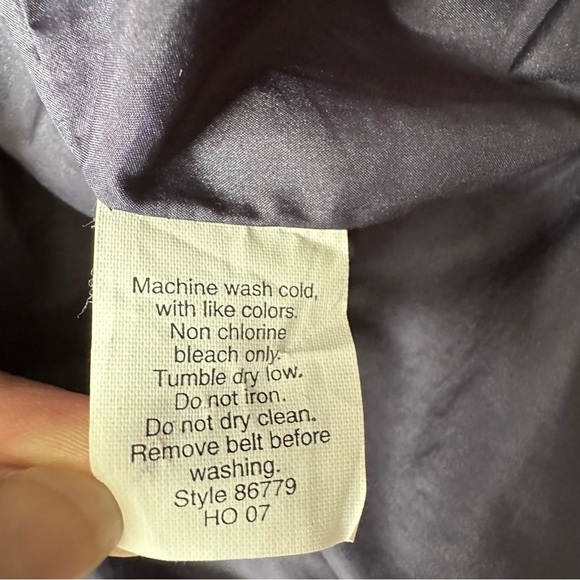 Machine wash cold,
with like colors.
Non chlorine
bleach only.
Tumble dry low.
Do not iron.
Do not dry clean.
Remove belt before
washing.
Style 86779
HO 07